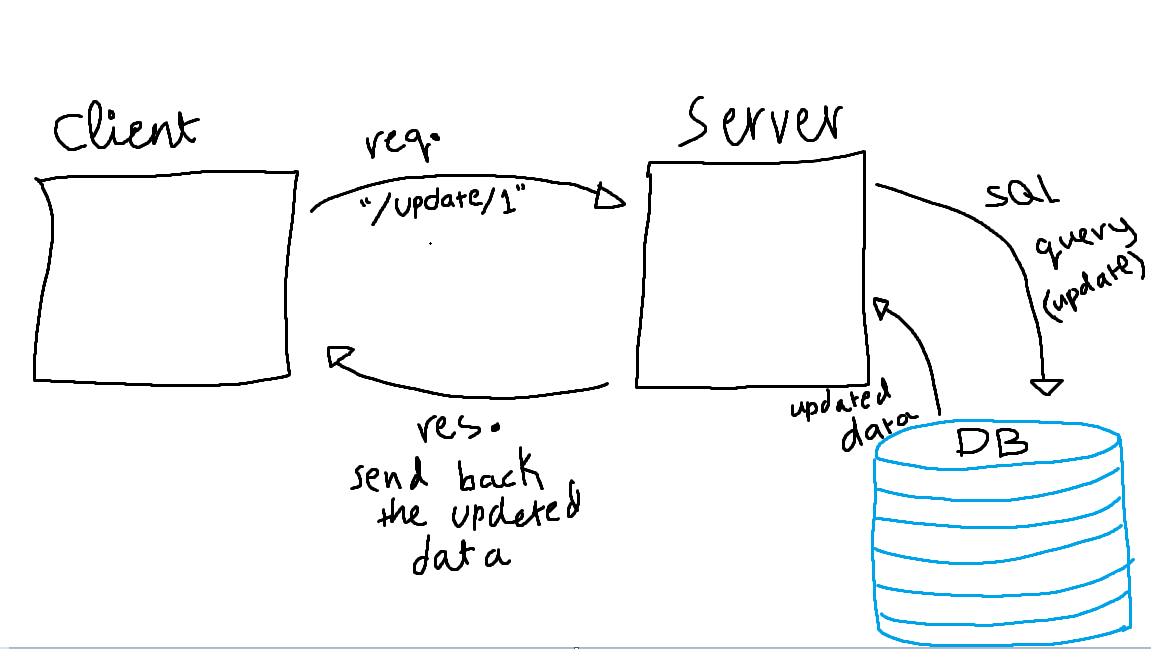 Client
req.
"/update/1"
Server
SQL
query
(update)
updated
data
DB
res.
send back
the updated
data